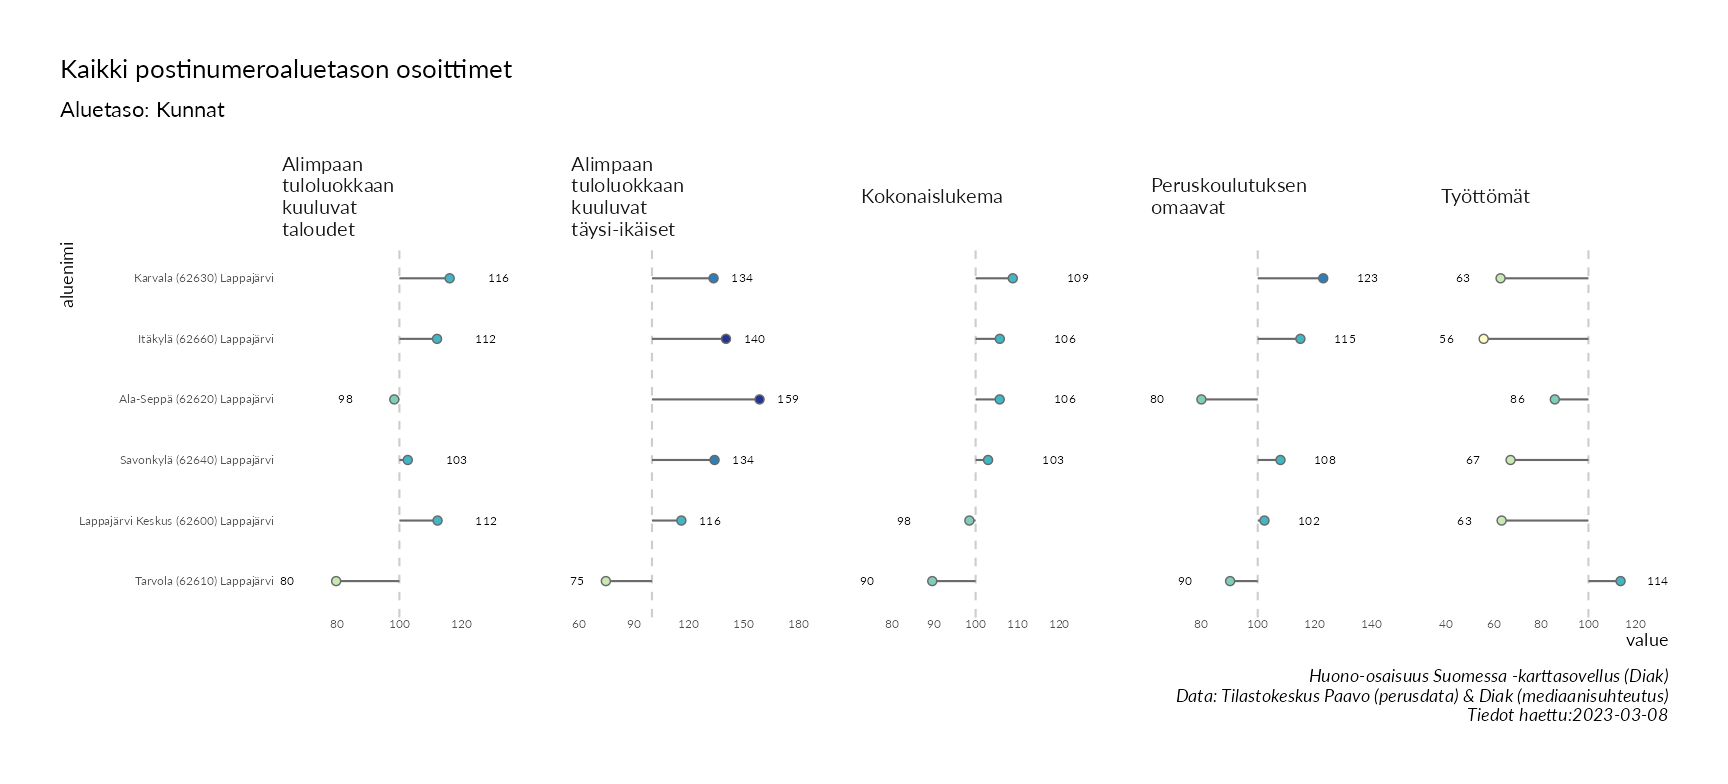 Kaikki postinumeroaluetason osoittimet
Aluetaso: Kunnat
Alimpaan
tuloluokkaan
kuuluvat
taloudet
Alimpaan
tuloluokkaan
kuuluvat
täysi-ikäiset
Kokonaislukema
Peruskoulutuksen
omaavat
Työttömät
aluenimi
Karvala (62630) Lappajärvi 116 134 109 123 63
Itäkylä (62660) Lappajärvi 112 140 106 115 56
Ala-Seppä (62620) Lappajärvi 98 159 106 80 86
Savonkylä (62640) Lappajärvi 103 134 103 108 67
Lappajärvi Keskus (62600) Lappajärvi 112 116 98 102 63
Tarvola (62610) Lappajärvi 80 75 90 90 114
80 100 120 60 90 120 150 180 80 90 100 110 120 80 100 120 140 40 60 80 100 120
value
Huono-osaisuus Suomessa -karttasovellus (Diak)
Data: Tilastokeskus Paavo (perusdata) & Diak (mediaanisuhteutus)
Tiedot haettu:2023-03-08